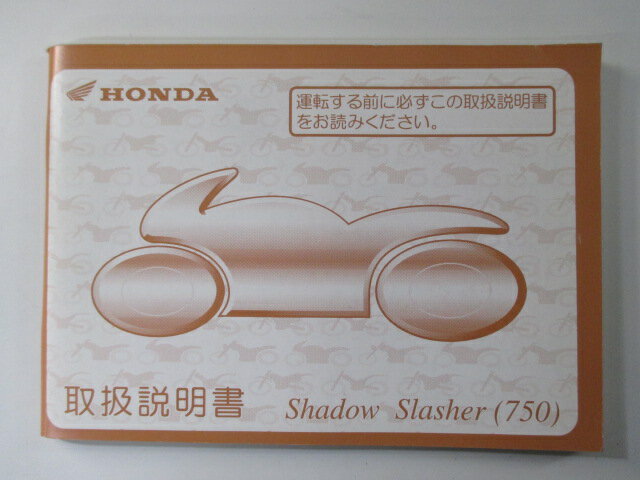 HONDA
運転する前に必ずこの取扱説明書
をお読みください。
取扱説明書
Shadow Slasher (750)